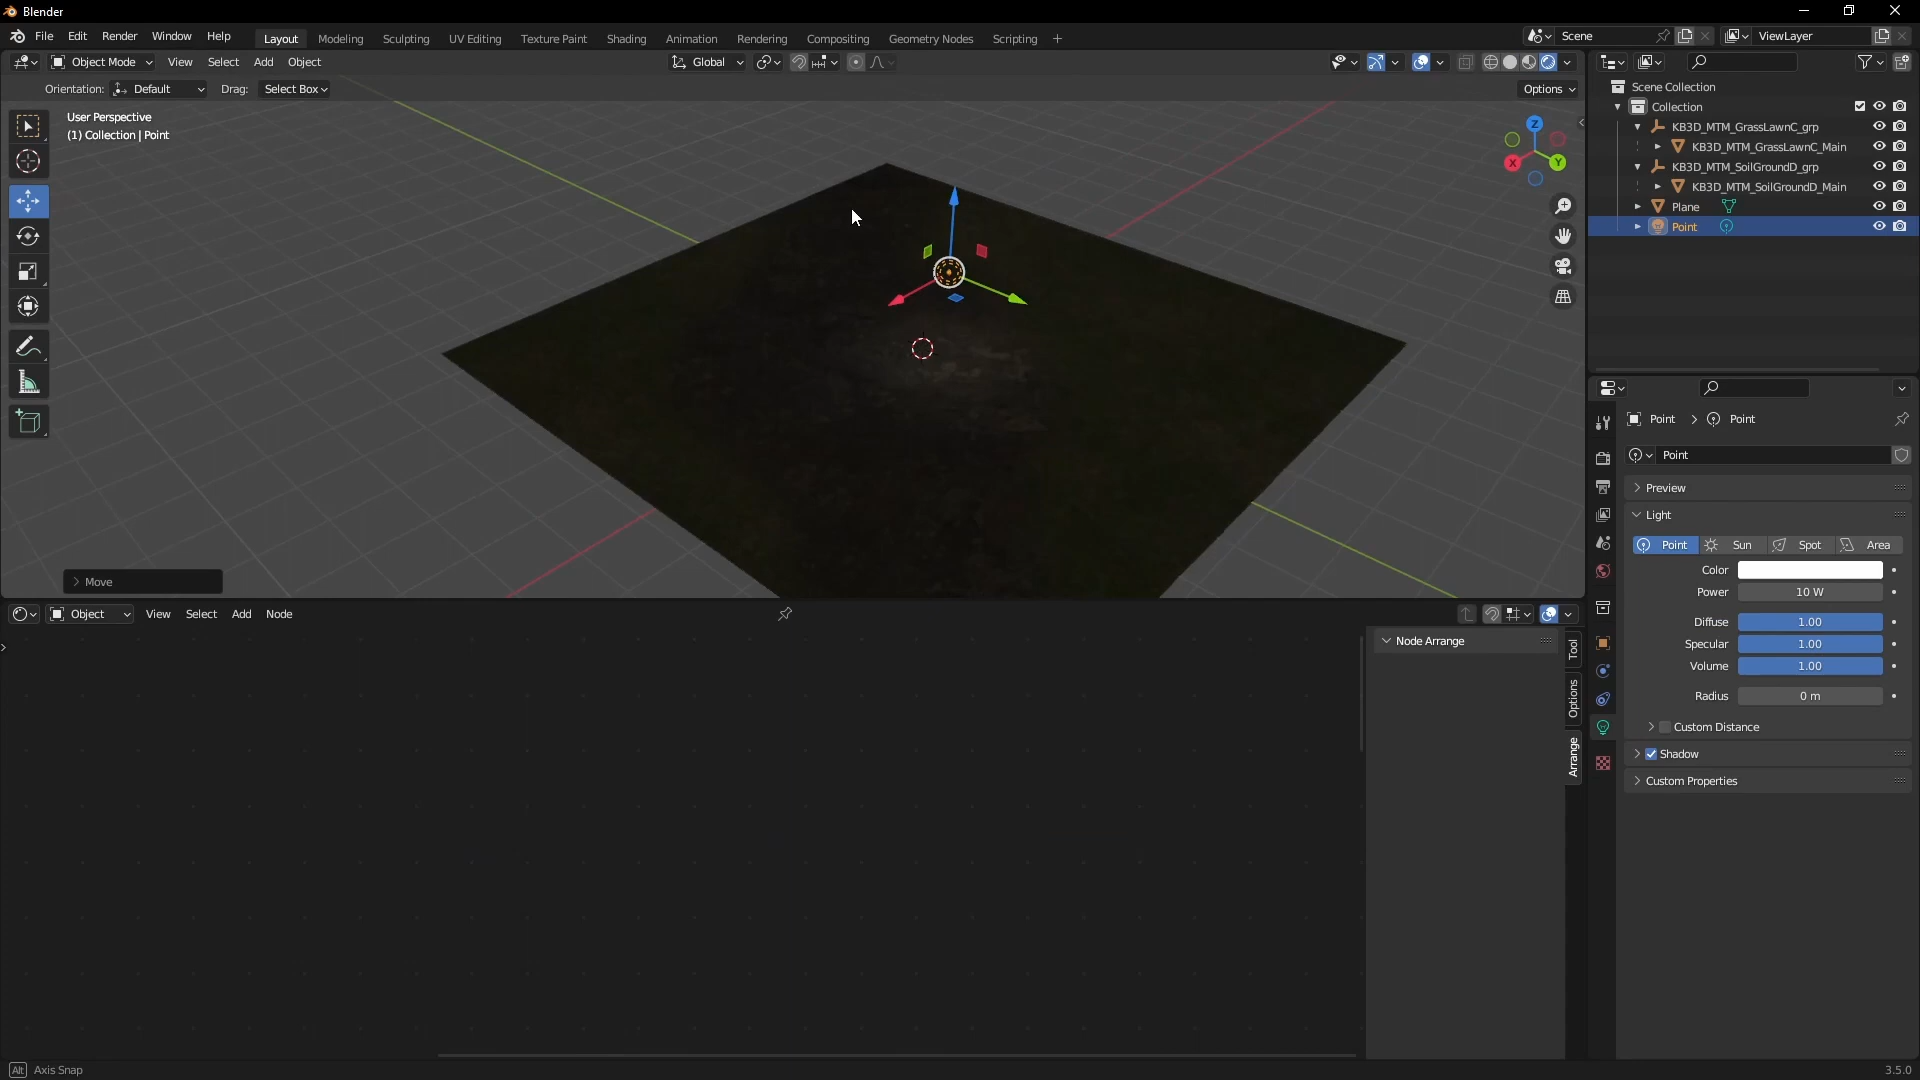 Blender
File Edit Render Window Help
Layout Modeling Sculpting UV Editing Texture Paint Shading Animation Rendering Compositing Geometry Nodes Scripting +
Scene
ViewLayer
Object Mode View Select Add Object
Global
Orientation: Default Drag: Select Box
Options
User Perspective
(1) Collection | Point
Z
X
Y
Move
Scene Collection
Collection
KB3D_MTM_GrassLawnC_grp
KB3D_MTM_GrassLawnC_Main
KB3D_MTM_SoilGroundD_grp
KB3D_MTM_SoilGroundD_Main
Plane
Point
Point > Point
Point
Preview
Light
Point Sun Spot Area
Color
Power 10 W
Diffuse 1.00
Specular 1.00
Volume 1.00
Radius 0 m
Custom Distance
Shadow
Custom Properties
Object View Select Add Node
Node Arrange
Tool
Options
Arrange
Alt Axis Snap
3.5.0